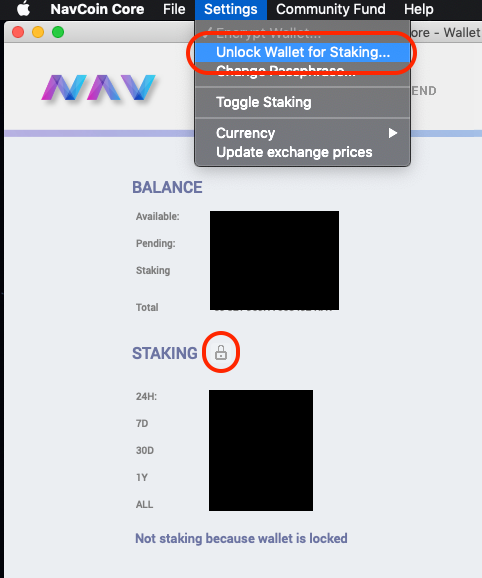 NavCoin Core File Settings Community Fund Help
✓ Encrypt Wallet...
ore - Wallet
Unlock Wallet for Staking...
Change Passphrase...
NAV
END
Toggle Staking
Currency
Update exchange prices
BALANCE
Available:
Pending:
Staking
Total
STAKING
24H:
7D
30D
1Y
ALL
Not staking because wallet is locked